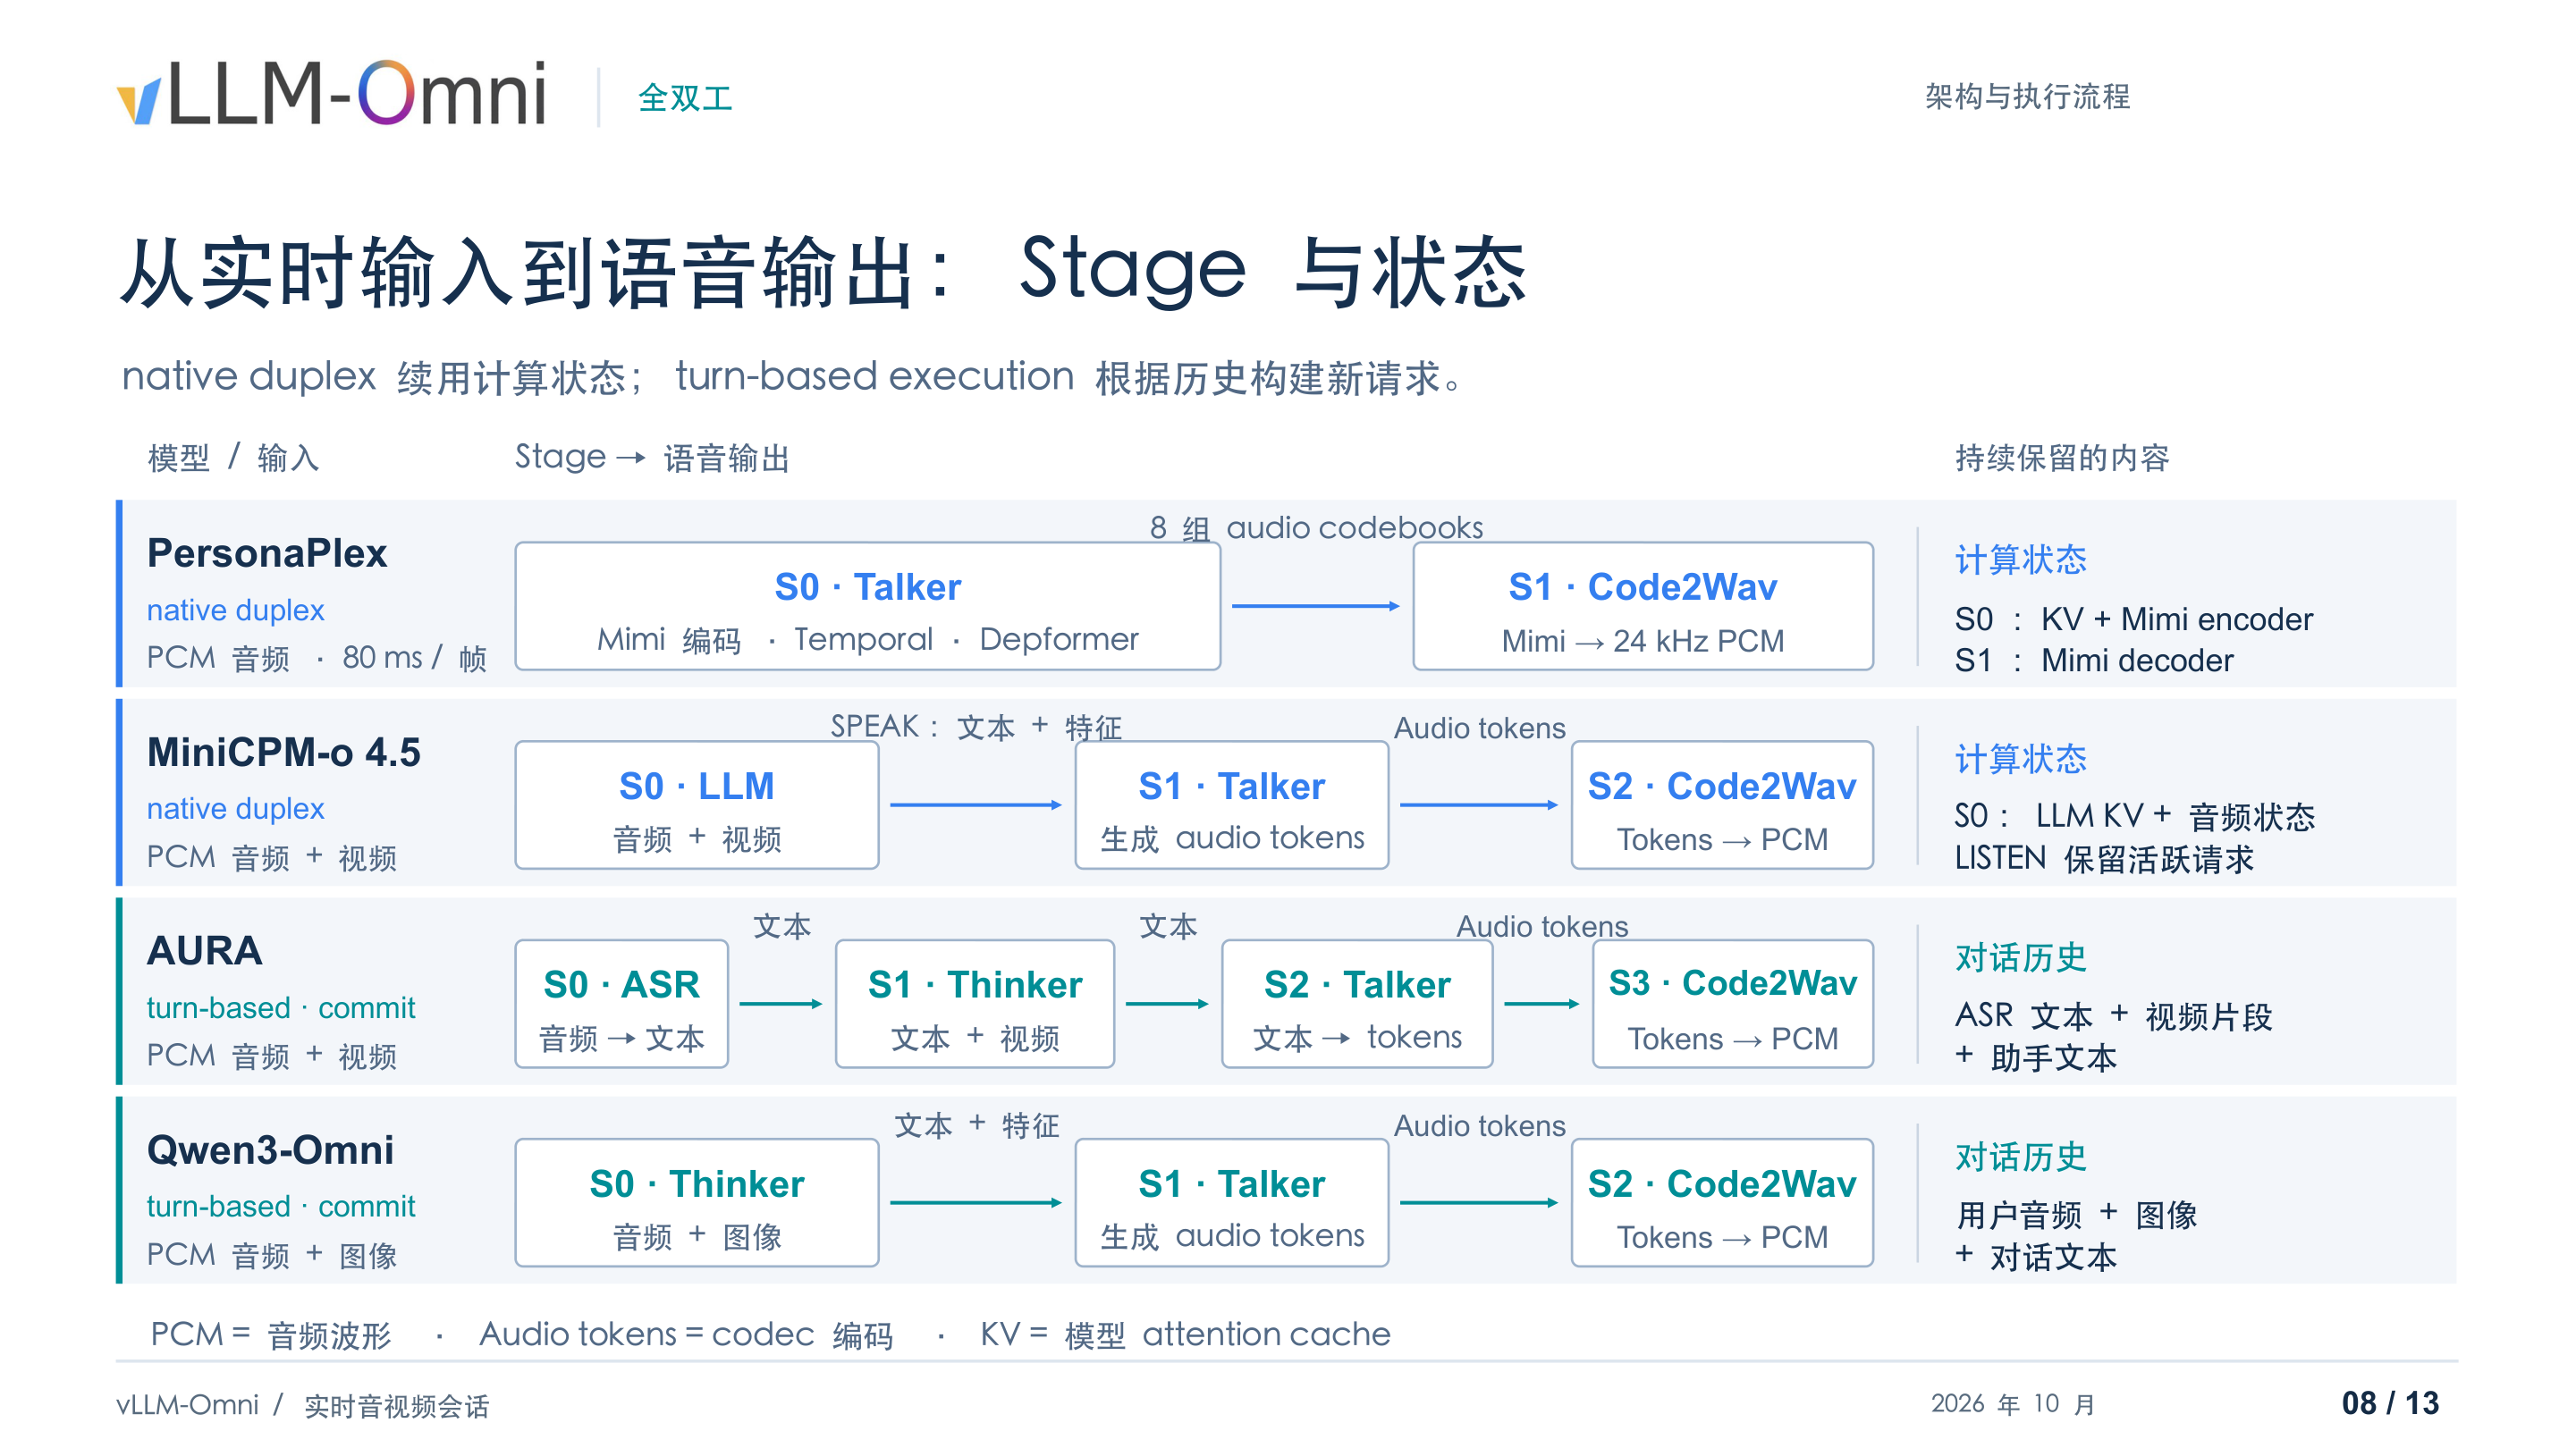 vLLM-Omni
全双工
架构与执行流程
从实时输入到语音输出： Stage 与状态
native duplex 续用计算状态； turn-based execution 根据历史构建新请求。
模型 / 输入
Stage → 语音输出
持续保留的内容
PersonaPlex
native duplex
PCM 音频 · 80 ms / 帧
8 组 audio codebooks
S0 · Talker
Mimi 编码 · Temporal · Depformer
S1 · Code2Wav
Mimi → 24 kHz PCM
计算状态
S0 : KV + Mimi encoder
S1 : Mimi decoder
MiniCPM-o 4.5
native duplex
PCM 音频 + 视频
SPEAK : 文本 + 特征
Audio tokens
S0 · LLM
音频 + 视频
S1 · Talker
生成 audio tokens
S2 · Code2Wav
Tokens → PCM
计算状态
S0 : LLM KV + 音频状态
LISTEN 保留活跃请求
AURA
turn-based · commit
PCM 音频 + 视频
文本
文本
Audio tokens
S0 · ASR
音频 → 文本
S1 · Thinker
文本 + 视频
S2 · Talker
文本 → tokens
S3 · Code2Wav
Tokens → PCM
对话历史
ASR 文本 + 视频片段
+ 助手文本
Qwen3-Omni
turn-based · commit
PCM 音频 + 图像
文本 + 特征
Audio tokens
S0 · Thinker
音频 + 图像
S1 · Talker
生成 audio tokens
S2 · Code2Wav
Tokens → PCM
对话历史
用户音频 + 图像
+ 对话文本
PCM = 音频波形 · Audio tokens = codec 编码 · KV = 模型 attention cache
vLLM-Omni / 实时音视频会话
2026 年 10 月
08 / 13